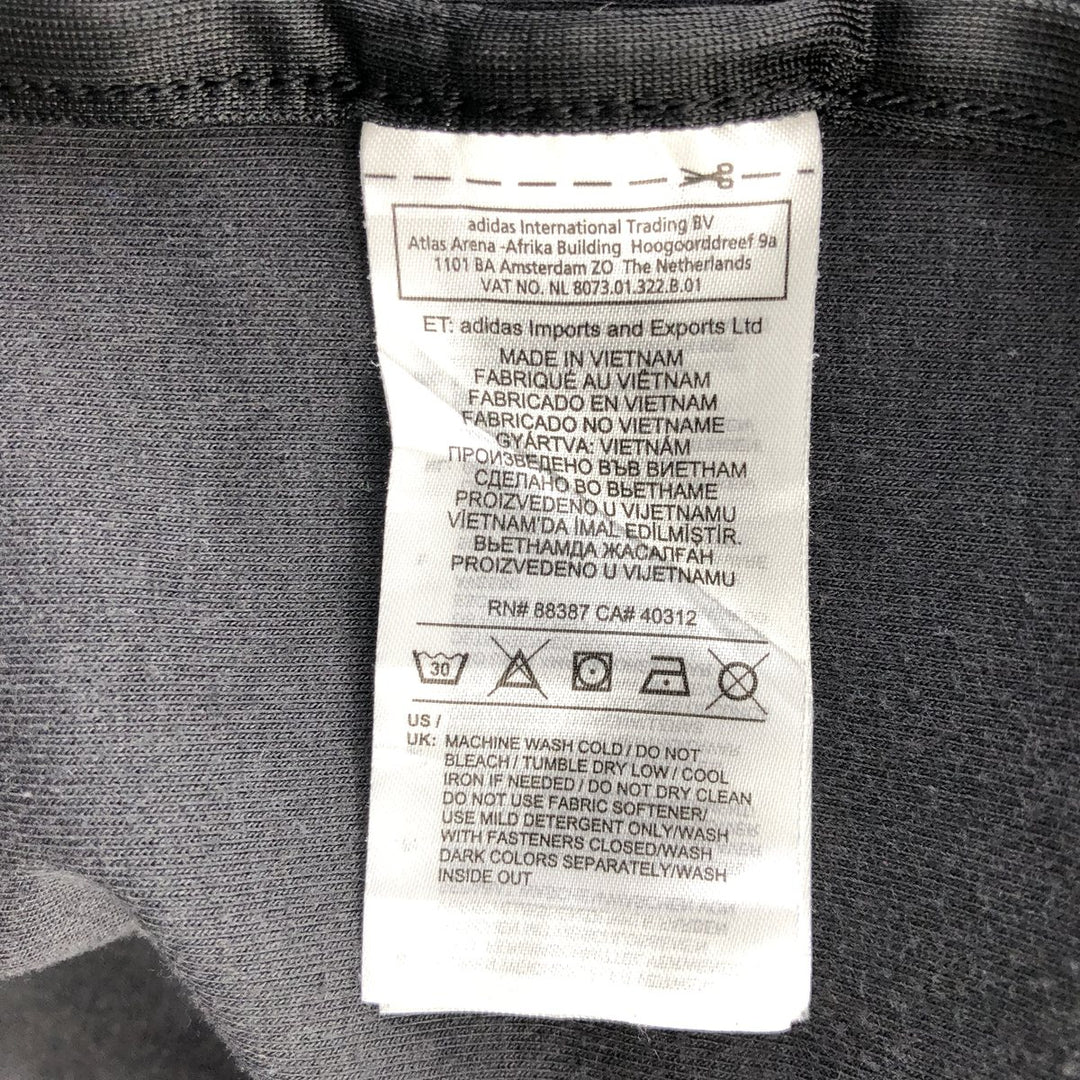 adidas International Trading BV
Atlas Arena -Afrika Building Hoogoorddreef 9a
1101 BA Amsterdam ZO The Netherlands
VAT NO. NL 8073.01.322.B.01
ET: adidas Imports and Exports Ltd
MADE IN VIETNAM
FABRIQUÉ AU VIÊTNAM
FABRICADO EN VIETNAM
FABRICADO NO VIETNAME
GYÁRTVA: VIETNÁM
ПРОИЗВЕДЕНО ВЪВ ВИЕТНАМ
СДЕЛАНО ВО ВЬЕТНАМЕ
PROIZVEDENO U VIJETNAMU
VİETNAM'DA İMAL EDİLMİŞTİR.
ВЬЕТНАМДА ЖАСАЛҒАН
PROIZVEDENO U VIJETNAMU
RN# 88387 CA# 40312
30
US /
UK: MACHINE WASH COLD / DO NOT
BLEACH / TUMBLE DRY LOW / COOL
IRON IF NEEDED / DO NOT DRY CLEAN
DO NOT USE FABRIC SOFTENER/
USE MILD DETERGENT ONLY/WASH
WITH FASTENERS CLOSED/WASH
DARK COLORS SEPARATELY/WASH
INSIDE OUT